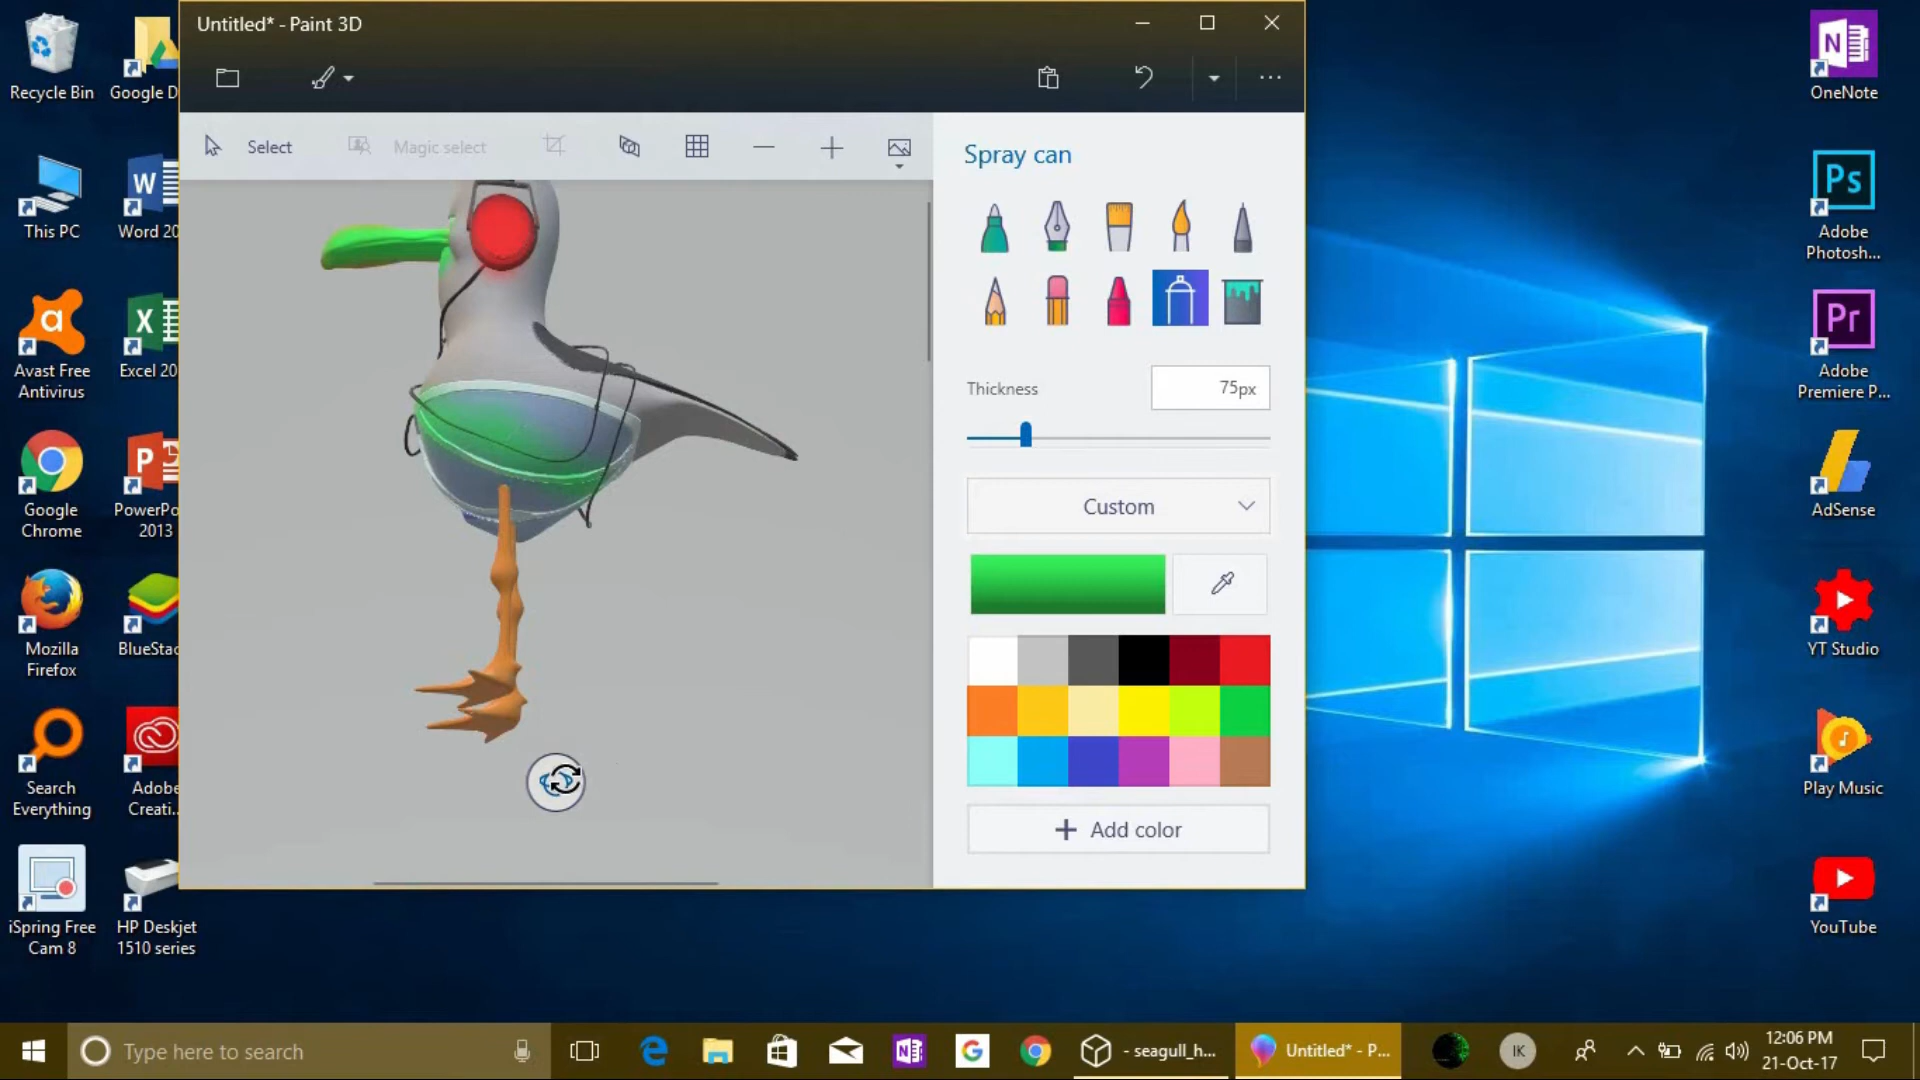 Untitled* - Paint 3D
Select
Magic select
Spray can
Thickness
75px
Custom
Add color
Recycle Bin
Google D
This PC
Word 20
Avast Free
Antivirus
Excel 20
Google
Chrome
PowerPo
2013
Mozilla
Firefox
BlueStac
Search
Everything
Adobe
Creati...
iSpring Free
Cam 8
HP Deskjet
1510 series
OneNote
Ps
Adobe
Photosh...
Pr
Adobe
Premiere P...
AdSense
YT Studio
Play Music
YouTube
Type here to search
- seagull_h...
Untitled* - P...
IK
12:06 PM
21-Oct-17